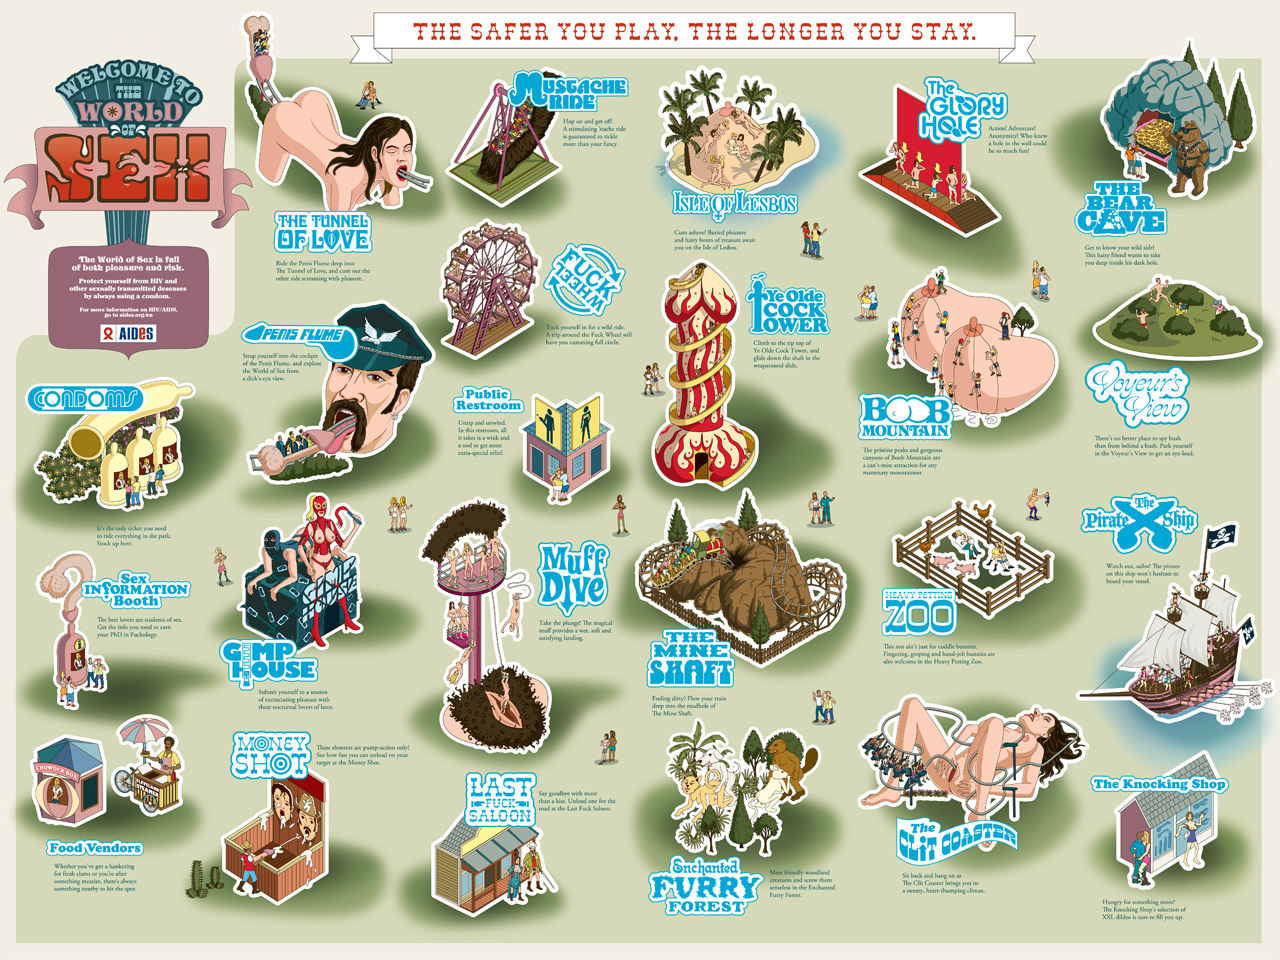 THE SAFER YOU PLAY, THE LONGER YOU STAY.
WELCOME TO
THE
WORLD
OF
SEX
The World of Sex is full
of both pleasure and risk.
Protect yourself from HIV and
other sexually transmitted deseases
by always using a condom.
For more information on HIV/AIDS,
go to aides.org/en
AIDES
THE TUNNEL
OF LOVE
Ride the Penis Flume deep into
The Tunnel of Love, and cum out the
other side screaming with pleasure.
MUSTACHE
RIDE
Hop on and get off!
A stimulating 'stache ride
is guaranteed to tickle
more than your fancy.
ISLE OF LESBOS
Cum ashore! Buried pleasure
and hairy boxes of treasure await
you on the Isle of Lesbos.
The
GLORY
HOLE
Action! Adventure!
Anonymity! Who knew
a hole in the wall could
be so much fun!
THE
BEAR
CAVE
Get to know your wild side!
This hairy friend wants to take
you deep inside his dark hole.
PENIS FLUME
Strap yourself into the cockpit
of the Penis Flume, and explore
the World of Sex from
a dick's-eye view.
FUCK
WHEEL
Tuck yourself in for a wild ride.
A trip around the Fuck Wheel will
have you cumming full circle.
Ye Olde
COCK
TOWER
Climb to the tip top of
Ye Olde Cock Tower, and
glide down the shaft in the
wraparound slide.
BOOB
MOUNTAIN
The pristine peaks and gorgeous
canyons of Boob Mountain are
a can't-miss attraction for any
mammary mountaineer.
Voyeur's
View
There's no better place to spy bush
than from behind a bush. Park yourself
in the Voyeur's View to get an eye-load.
CONDOMS
It's the only ticket you need
to ride everything in the park.
Stock up here.
Public
Restroom
Unzip and unwind.
In this restroom, all
it takes is a wink and
a nod to get some
extra-special relief.
Sex
INFORMATION
Booth
The best lovers are students of sex.
Get the info you need to earn
your PhD in Fuckology.
GIMP
HOUSE
Submit yourself to a session
of excruciating pleasure with
these nocturnal lovers of latex.
Muff
DIVE
Take the plunge! The magical
muff provides a wet, soft and
satisfying landing.
THE
MINE
SHAFT
Feeling dirty? Plow your train
deep into the mudhole of
The Mine Shaft.
HEAVY PETTING
ZOO
This zoo ain't just for cuddle bunnies.
Fingering, groping and hand-job bunnies are
also welcome in the Heavy Petting Zoo.
The
Pirate Ship
Watch out, sailor! The pirates
on this ship won't hesitate to
board your vessel.
CHOWDER BOX
Food Vendors
Whether you've got a hankering
for fresh clams or you're after
something meatier, there's always
something nearby to hit the spot.
MONEY
SHOT
These shooters are pump-action only!
See how fast you can unload on your
target at the Money Shot.
LAST
FUCK
SALOON
Say goodbye with more
than a kiss. Unload one for the
road at the Last Fuck Saloon.
Enchanted
FURRY
FOREST
Meet friendly woodland
creatures and screw them
senseless in the Enchanted
Furry Forest.
The
CLIT COASTER
Sit back and hang on as
The Clit Coaster brings you to
a sweaty, heart-thumping climax.
The Knocking Shop
Hungry for something more?
The Knocking Shop's selection of
XXL dildos is sure to fill you up.